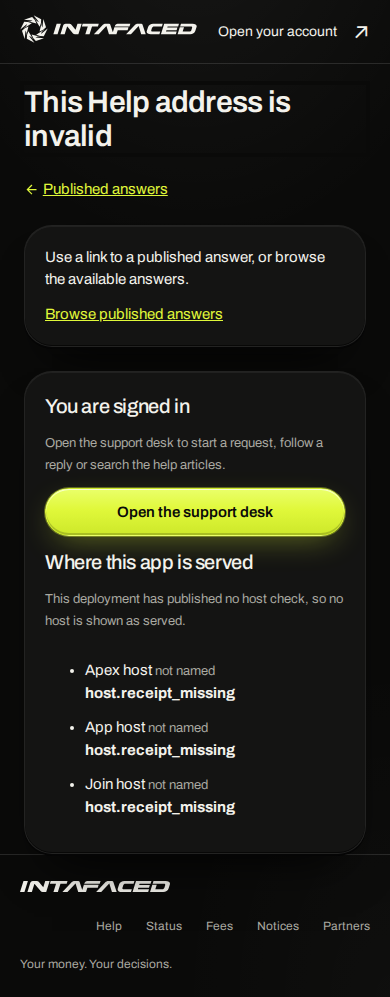 INTAFACED Open your account
This Help address is
invalid
← Published answers
Use a link to a published answer, or browse
the available answers.
Browse published answers
You are signed in
Open the support desk to start a request, follow a
reply or search the help articles.
Open the support desk
Where this app is served
This deployment has published no host check, so no
host is shown as served.
• Apex host not named
host.receipt_missing
• App host not named
host.receipt_missing
• Join host not named
host.receipt_missing
INTAFACED
Help Status Fees Notices Partners
Your money. Your decisions.